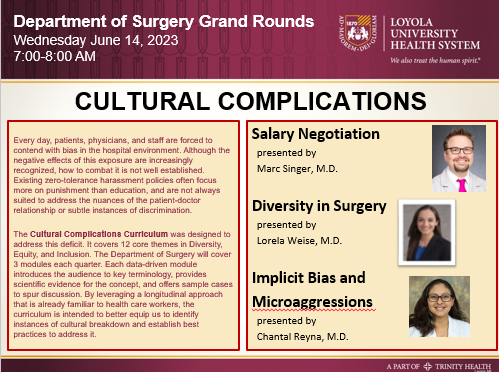 Department of Surgery Grand Rounds
Wednesday June 14, 2023
7:00-8:00 AM
1870
AD·MAJOREM·DEI·GLORIAM
LOYOLA
UNIVERSITY
HEALTH SYSTEM
We also treat the human spirit.®
CULTURAL COMPLICATIONS
Every day, patients, physicians, and staff are forced to
contend with bias in the hospital environment. Although the
negative effects of this exposure are increasingly
recognized, how to combat it is not well established.
Existing zero-tolerance harassment policies often focus
more on punishment than education, and are not always
suited to address the nuances of the patient-doctor
relationship or subtle instances of discrimination.
The Cultural Complications Curriculum was designed to
address this deficit. It covers 12 core themes in Diversity,
Equity, and Inclusion. The Department of Surgery will cover
3 modules each quarter. Each data-driven module
introduces the audience to key terminology, provides
scientific evidence for the concept, and offers sample cases
to spur discussion. By leveraging a longitudinal approach
that is already familiar to health care workers, the
curriculum is intended to better equip us to identify
instances of cultural breakdown and establish best
practices to address it.
Salary Negotiation
presented by
Marc Singer, M.D.
Diversity in Surgery
presented by
Lorela Weise, M.D.
Implicit Bias and
Microaggressions
presented by
Chantal Reyna, M.D.
A PART OF TRINITY HEALTH